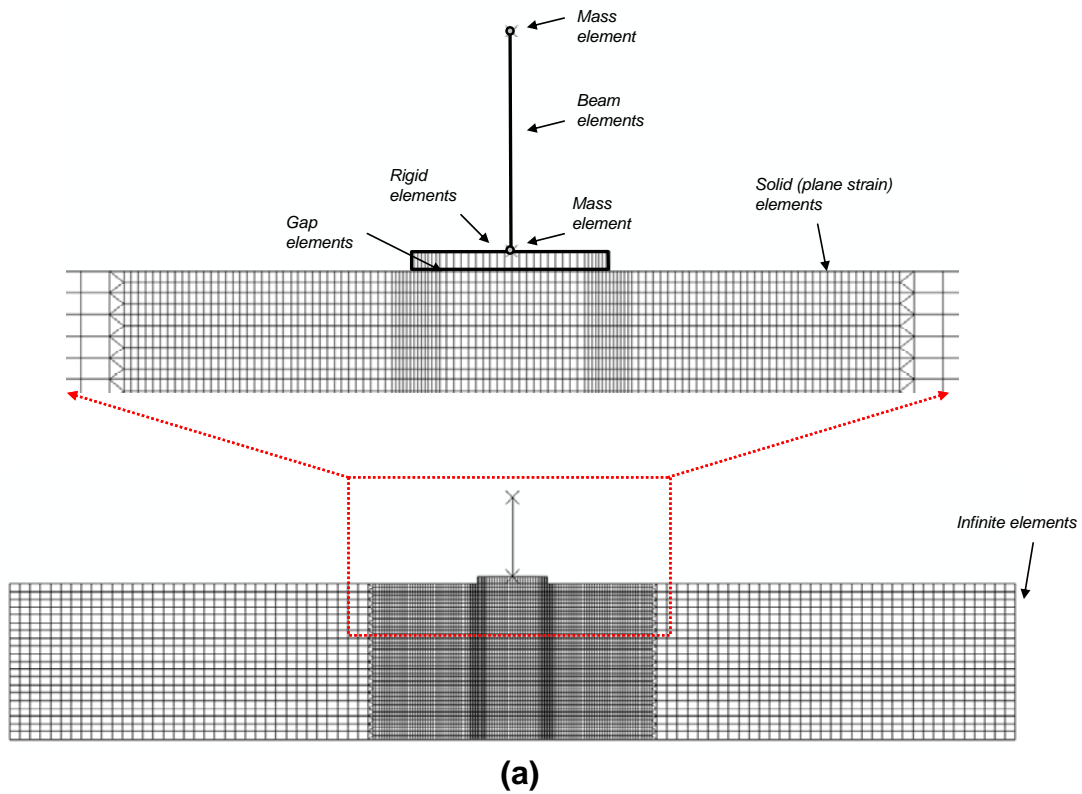 Mass
element
Beam
elements
Rigid
elements
Solid (plane strain)
elements
Mass
element
Gap
elements
Infinite elements
(a)